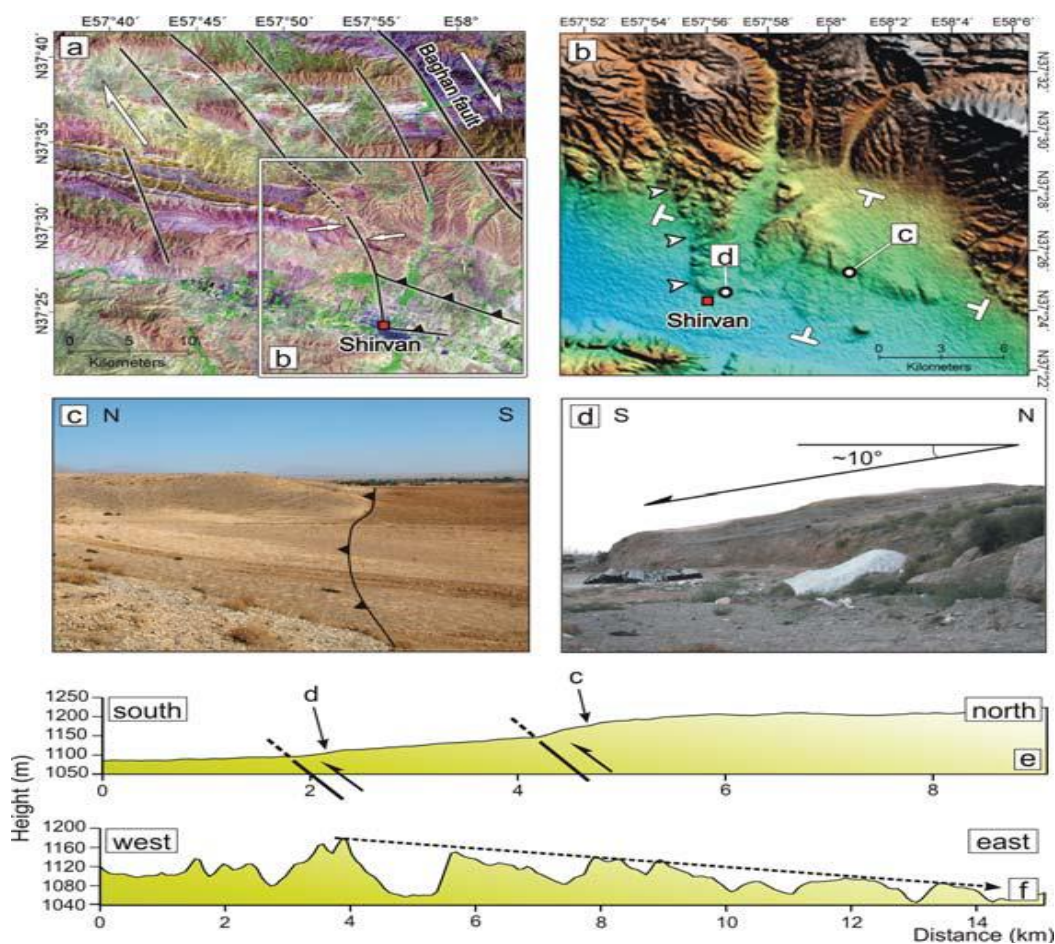 E57°40' E57°45' E57°50' E57°55' E58°
N37°40' N37°35' N37°30' N37°25'
a
Baghan fault
b
Shirvan
0 5 10
Kilometers
E57°52' E57°54' E57°56' E57°58' E58° E58°2' E58°4' E58°6'
N37°32' N37°30' N37°28' N37°26' N37°24' N37°22'
b
c
d
Shirvan
0 3 6
Kilometers
c N S
d S N
~10°
Height (m)
1250
1200
1150
1100
1050
south d c north
e
0 2 4 6 8
1200
1160
1120
1080
1040
west east
f
0 2 4 6 8 10 12 14
Distance (km)